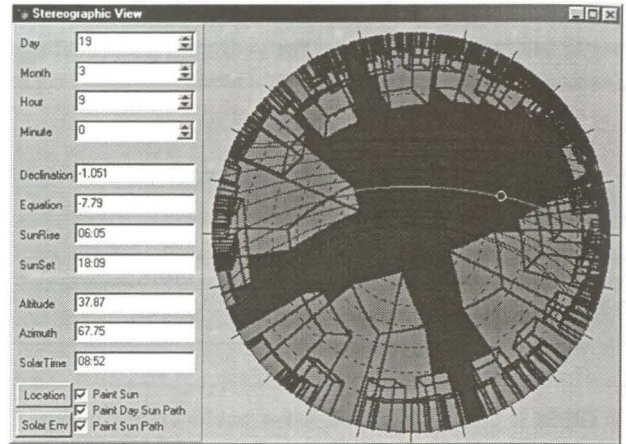 Stereographic View
Day 19
Month 3
Hour 9
Minute 0
Declination -1.051
Equation -7.79
SunRise 06:05
SunSet 18:09
Altitude 37.87
Azimuth 67.75
SolarTime 08:52
Location Paint Sun
Paint Day Sun Path
Solar Env Paint Sun Path